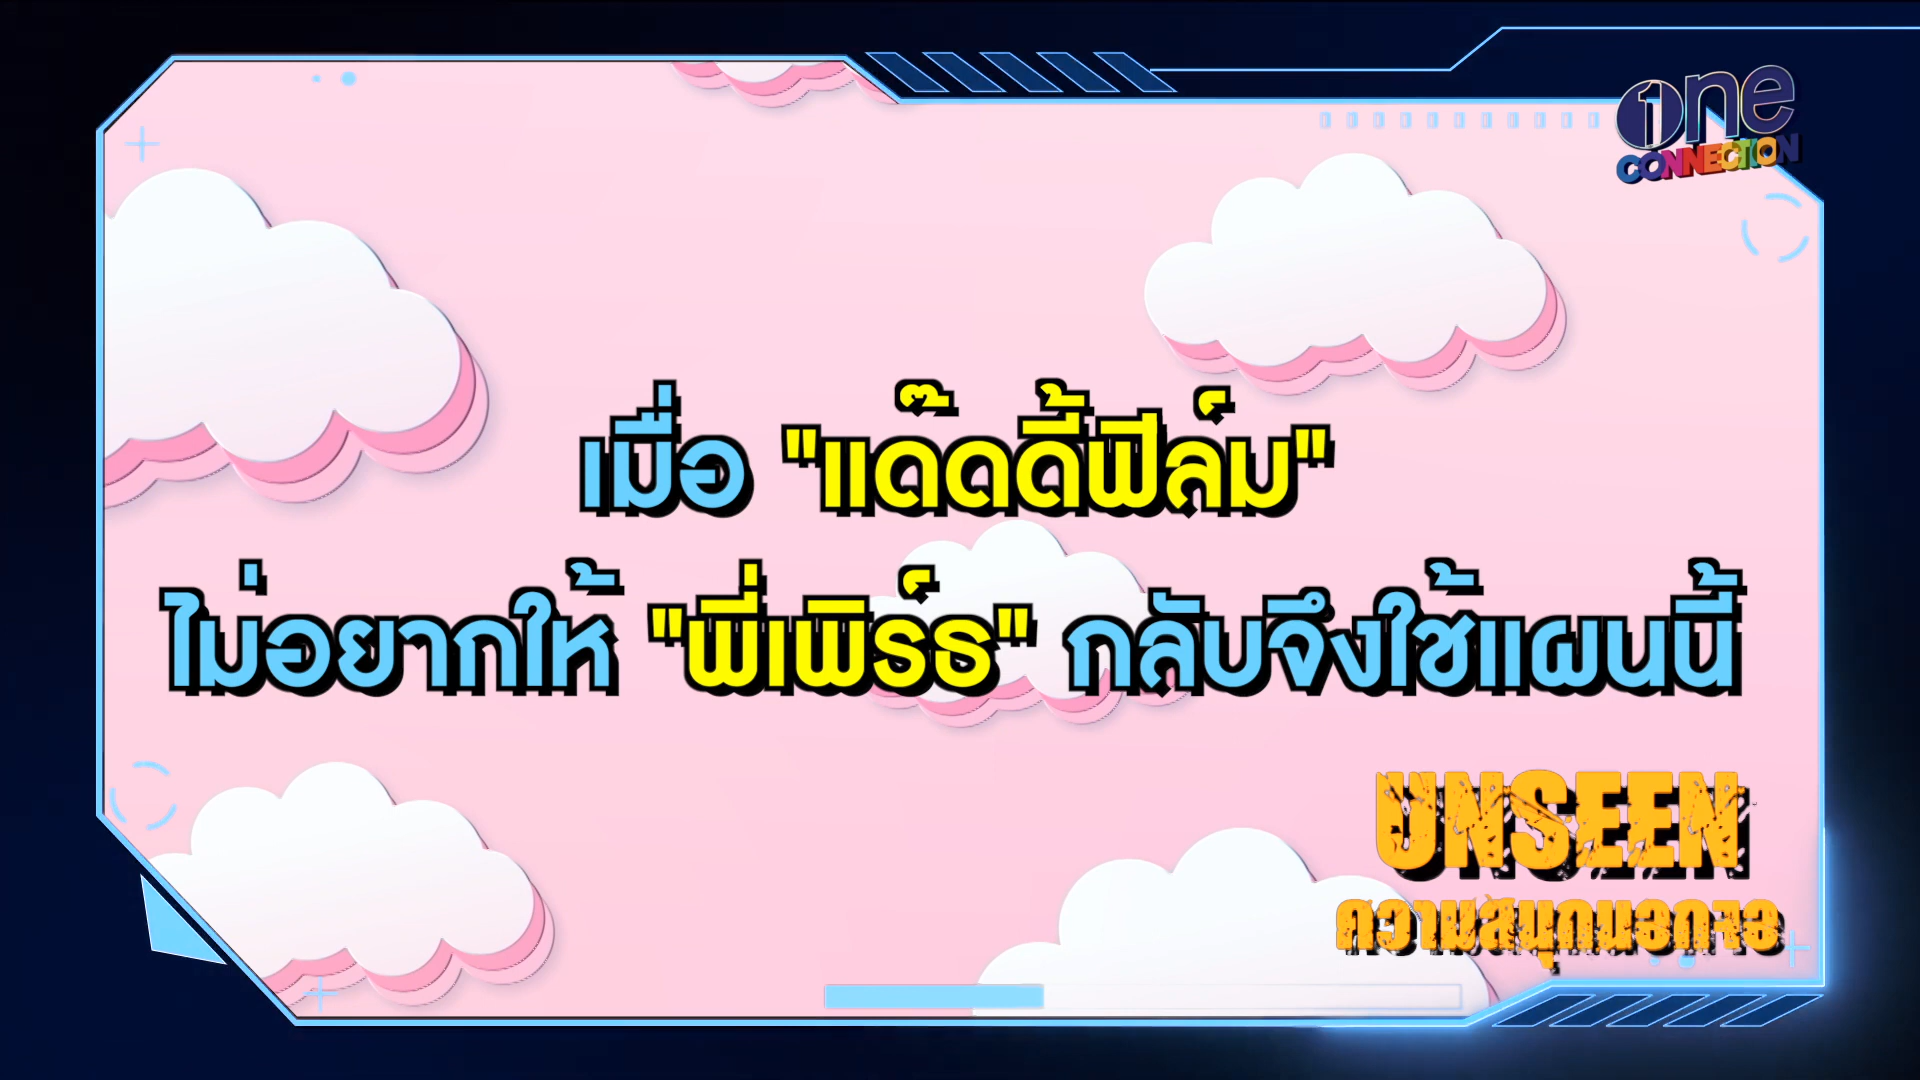 one
CONNECTION
เมื่อ "แด๊ดดี้ฟิล์ม"
ไม่อยากให้ "พี่เพิร์ธ" กลับจึงใช้แผนนี้
UNSEEN
ความสนุกนอกจอ